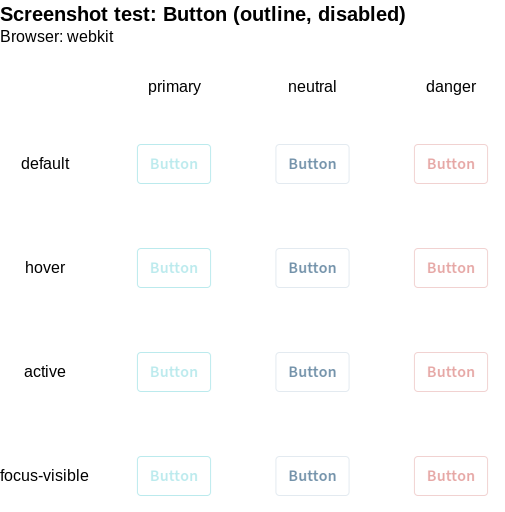 Screenshot test: Button (outline, disabled)
Browser: webkit
primary neutral danger
default Button Button Button
hover Button Button Button
active Button Button Button
focus-visible Button Button Button